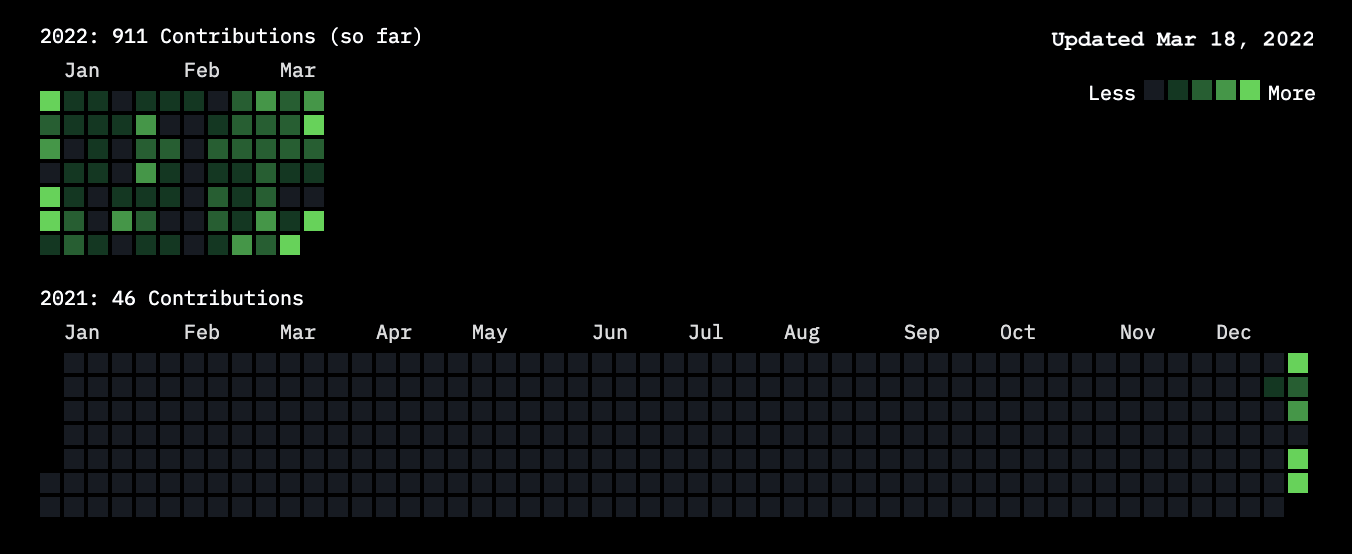 2022: 911 Contributions (so far)
Updated Mar 18, 2022
Jan Feb Mar
Less More
2021: 46 Contributions
Jan Feb Mar Apr May Jun Jul Aug Sep Oct Nov Dec